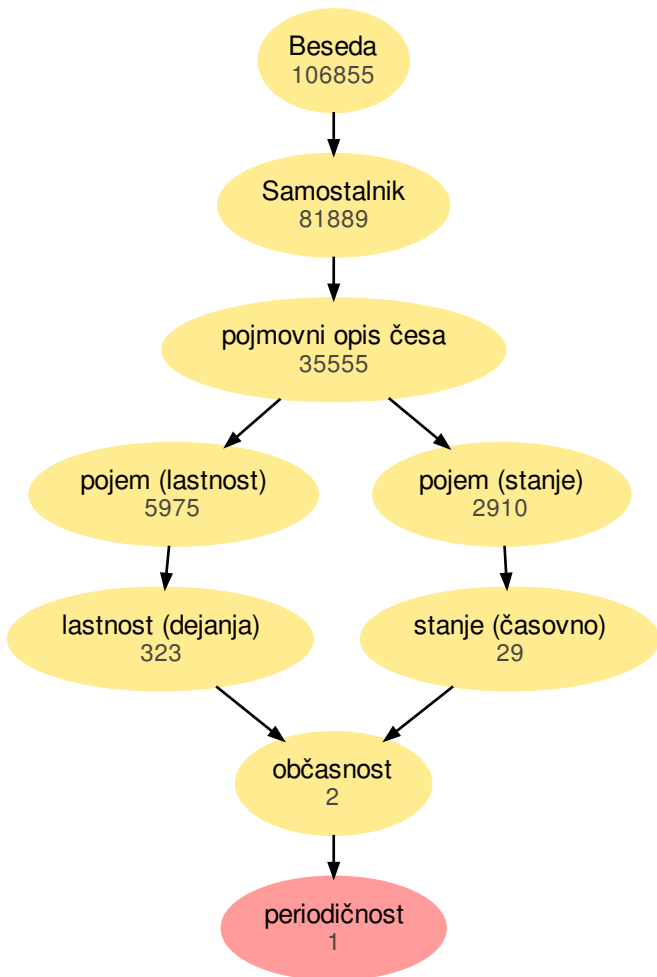 Beseda
106855
Samostalnik
81889
pojmovni opis česa
35555
pojem (lastnost)
5975
pojem (stanje)
2910
lastnost (dejanja)
323
stanje (časovno)
29
občasnost
2
periodičnost
1